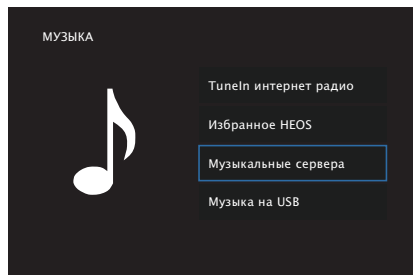 МУЗЫКА
TuneIn интернет радио
Избранное HEOS
Музыкальные сервера
Музыка на USB